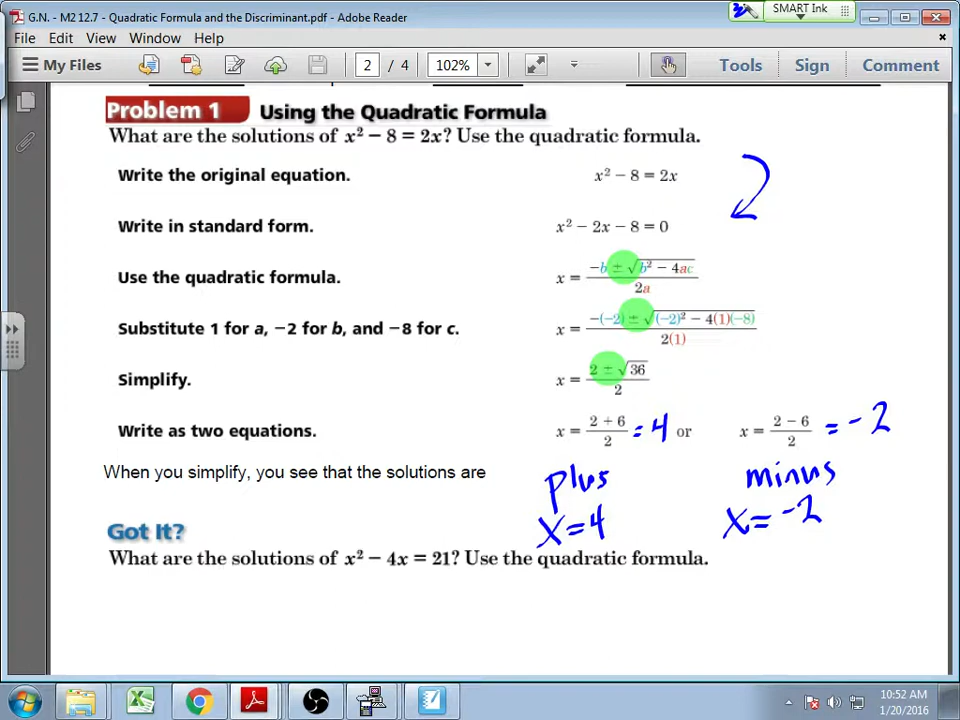 G.N. - M2 12.7 - Quadratic Formula and the Discriminant.pdf - Adobe Reader
SMART Ink
File Edit View Window Help
My Files 2 / 4 102% Tools Sign Comment
Problem 1 Using the Quadratic Formula
What are the solutions of x² − 8 = 2x? Use the quadratic formula.
Write the original equation. x² − 8 = 2x
Write in standard form. x² − 2x − 8 = 0
Use the quadratic formula. x = (−b ± √(b² − 4ac)) / 2a
Substitute 1 for a, −2 for b, and −8 for c. x = (−(−2) ± √((−2)² − 4(1)(−8))) / 2(1)
Simplify. x = (2 ± √36) / 2
Write as two equations. x = (2 + 6) / 2 = 4 or x = (2 − 6) / 2 = -2
When you simplify, you see that the solutions are
plus minus
x = 4 x = -2
Got It?
What are the solutions of x² − 4x = 21? Use the quadratic formula.
10:52 AM
1/20/2016